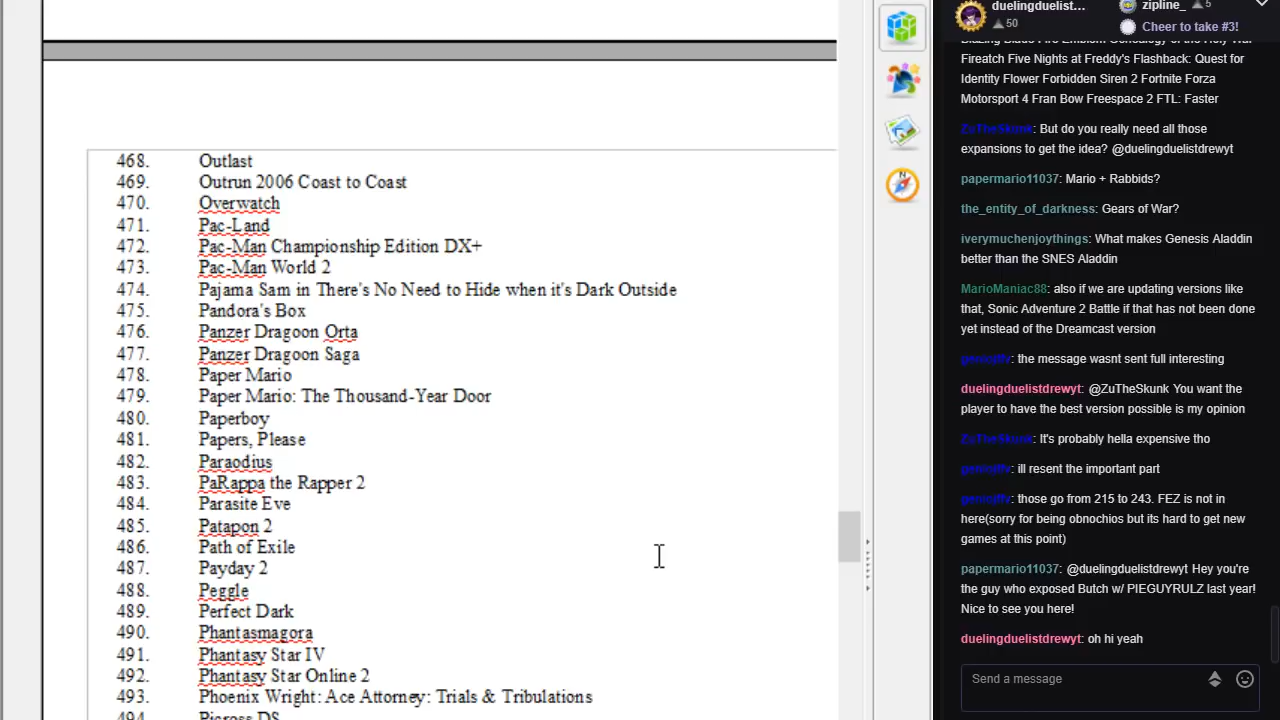 468. Outlast
469. Outrun 2006 Coast to Coast
470. Overwatch
471. Pac-Land
472. Pac-Man Championship Edition DX+
473. Pac-Man World 2
474. Pajama Sam in There's No Need to Hide when it's Dark Outside
475. Pandora's Box
476. Panzer Dragoon Orta
477. Panzer Dragoon Saga
478. Paper Mario
479. Paper Mario: The Thousand-Year Door
480. Paperboy
481. Papers, Please
482. Paraodius
483. PaRappa the Rapper 2
484. Parasite Eve
485. Patapon 2
486. Path of Exile
487. Payday 2
488. Peggle
489. Perfect Dark
490. Phantasmagora
491. Phantasy Star IV
492. Phantasy Star Online 2
493. Phoenix Wright: Ace Attorney: Trials & Tribulations
494. Picross DS
duelingduelist... zipline_ 5
50 Cheer to take #3!
Blazing Blade Fire Emblem Genealogy of the Holy War
Fireatch Five Nights at Freddy's Flashback: Quest for
Identity Flower Forbidden Siren 2 Fortnite Forza
Motorsport 4 Fran Bow Freespace 2 FTL: Faster
ZuTheSkunk: But do you really need all those
expansions to get the idea? @duelingduelistdrewyt
papermario11037: Mario + Rabbids?
the_entity_of_darkness: Gears of War?
iverymuchenjoythings: What makes Genesis Aladdin
better than the SNES Aladdin
MarioManiac88: also if we are updating versions like
that, Sonic Adventure 2 Battle if that has not been done
yet instead of the Dreamcast version
the message wasnt sent full interesting
duelingduelistdrewyt: @ZuTheSkunk You want the
player to have the best version possible is my opinion
ZuTheSkunk: It's probably hella expensive tho
ill resent the important part
those go from 215 to 243. FEZ is not in
here(sorry for being obnochios but its hard to get new
games at this point)
papermario11037: @duelingduelistdrewyt Hey you're
the guy who exposed Butch w/ PIEGUYRULZ last year!
Nice to see you here!
duelingduelistdrewyt: oh hi yeah
Send a message